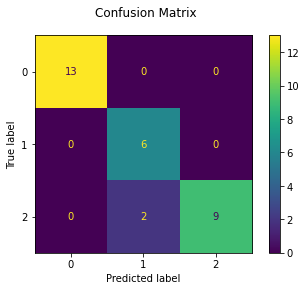 Confusion Matrix
0 13 0 0 12
10
1 0 6 0 8
6
2 0 2 9 4
2
0
0 1 2
True label
Predicted label